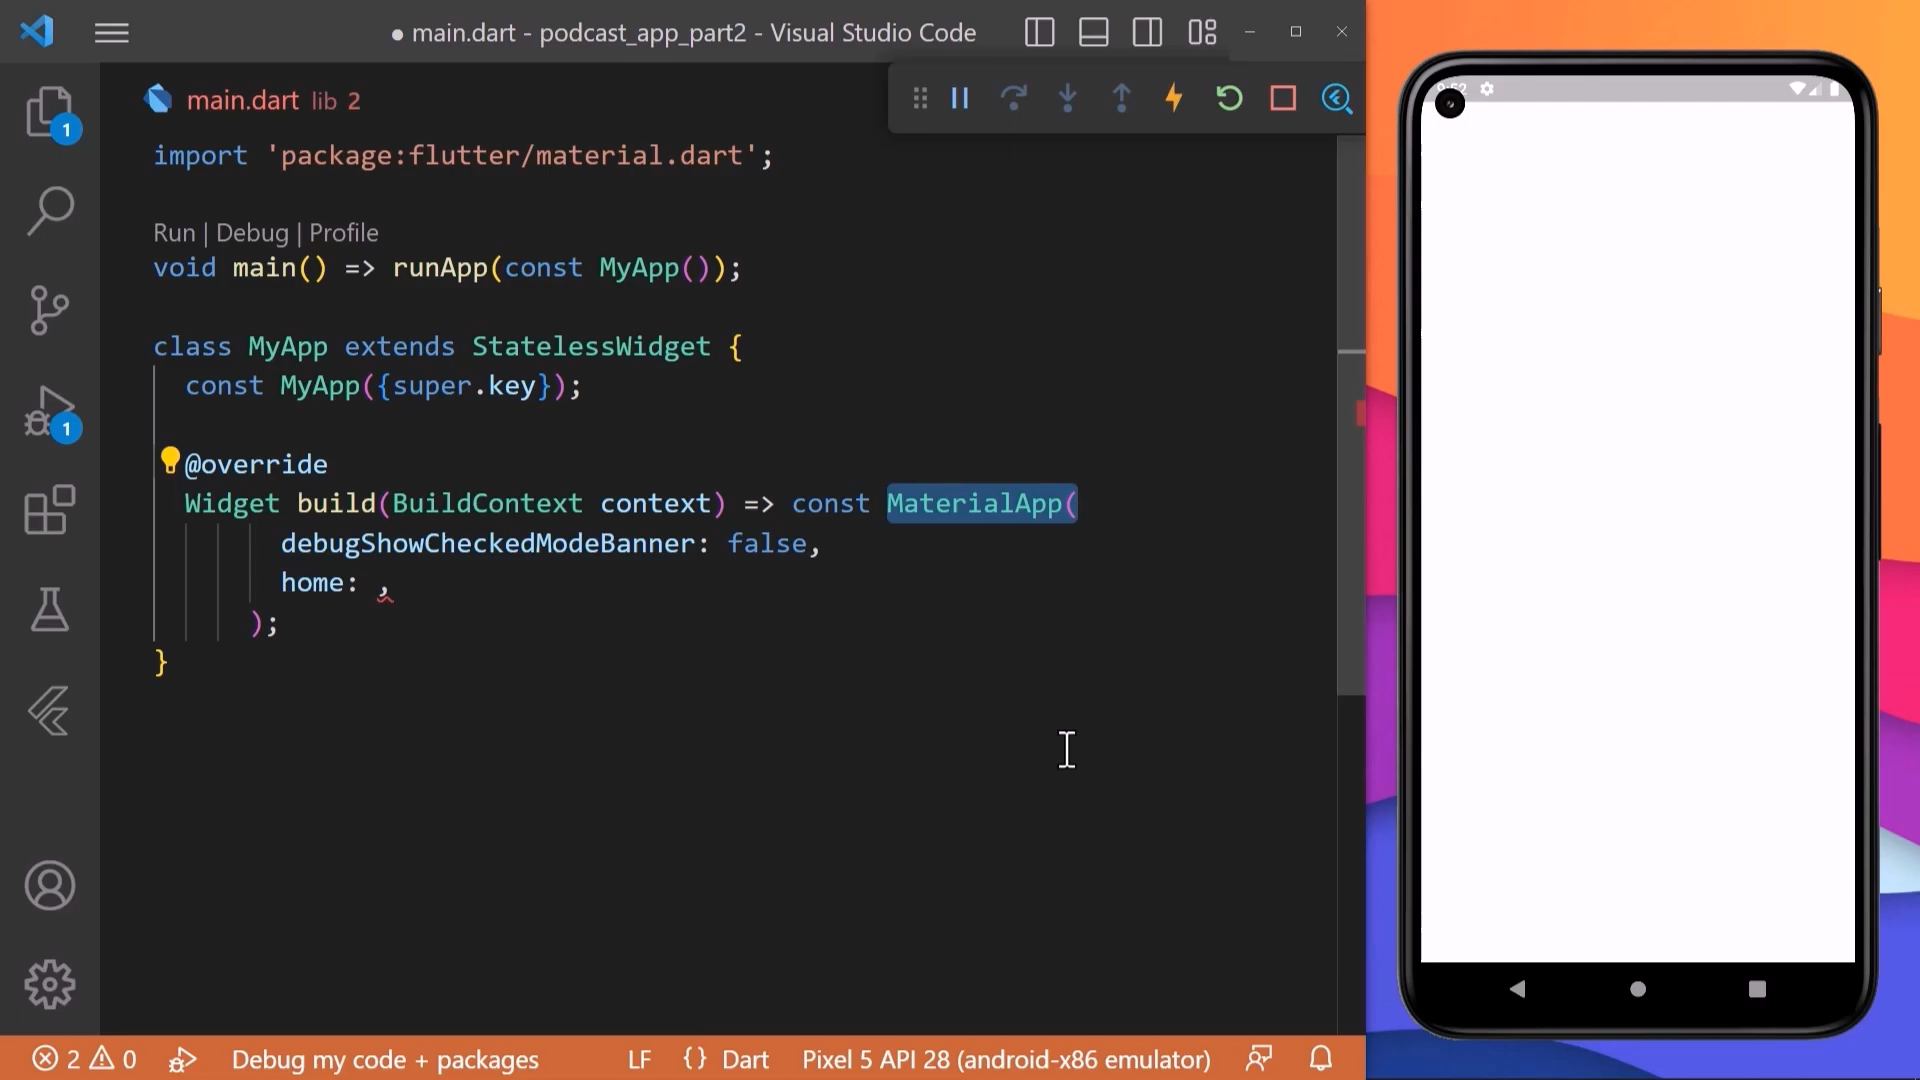 ● main.dart - podcast_app_part2 - Visual Studio Code
main.dart lib 2
import 'package:flutter/material.dart';
Run | Debug | Profile
void main() => runApp(const MyApp());
class MyApp extends StatelessWidget {
const MyApp({super.key});
@override
Widget build(BuildContext context) => const MaterialApp(
debugShowCheckedModeBanner: false,
home: ,
);
}
1
1
2 0 Debug my code + packages LF {} Dart Pixel 5 API 28 (android-x86 emulator)